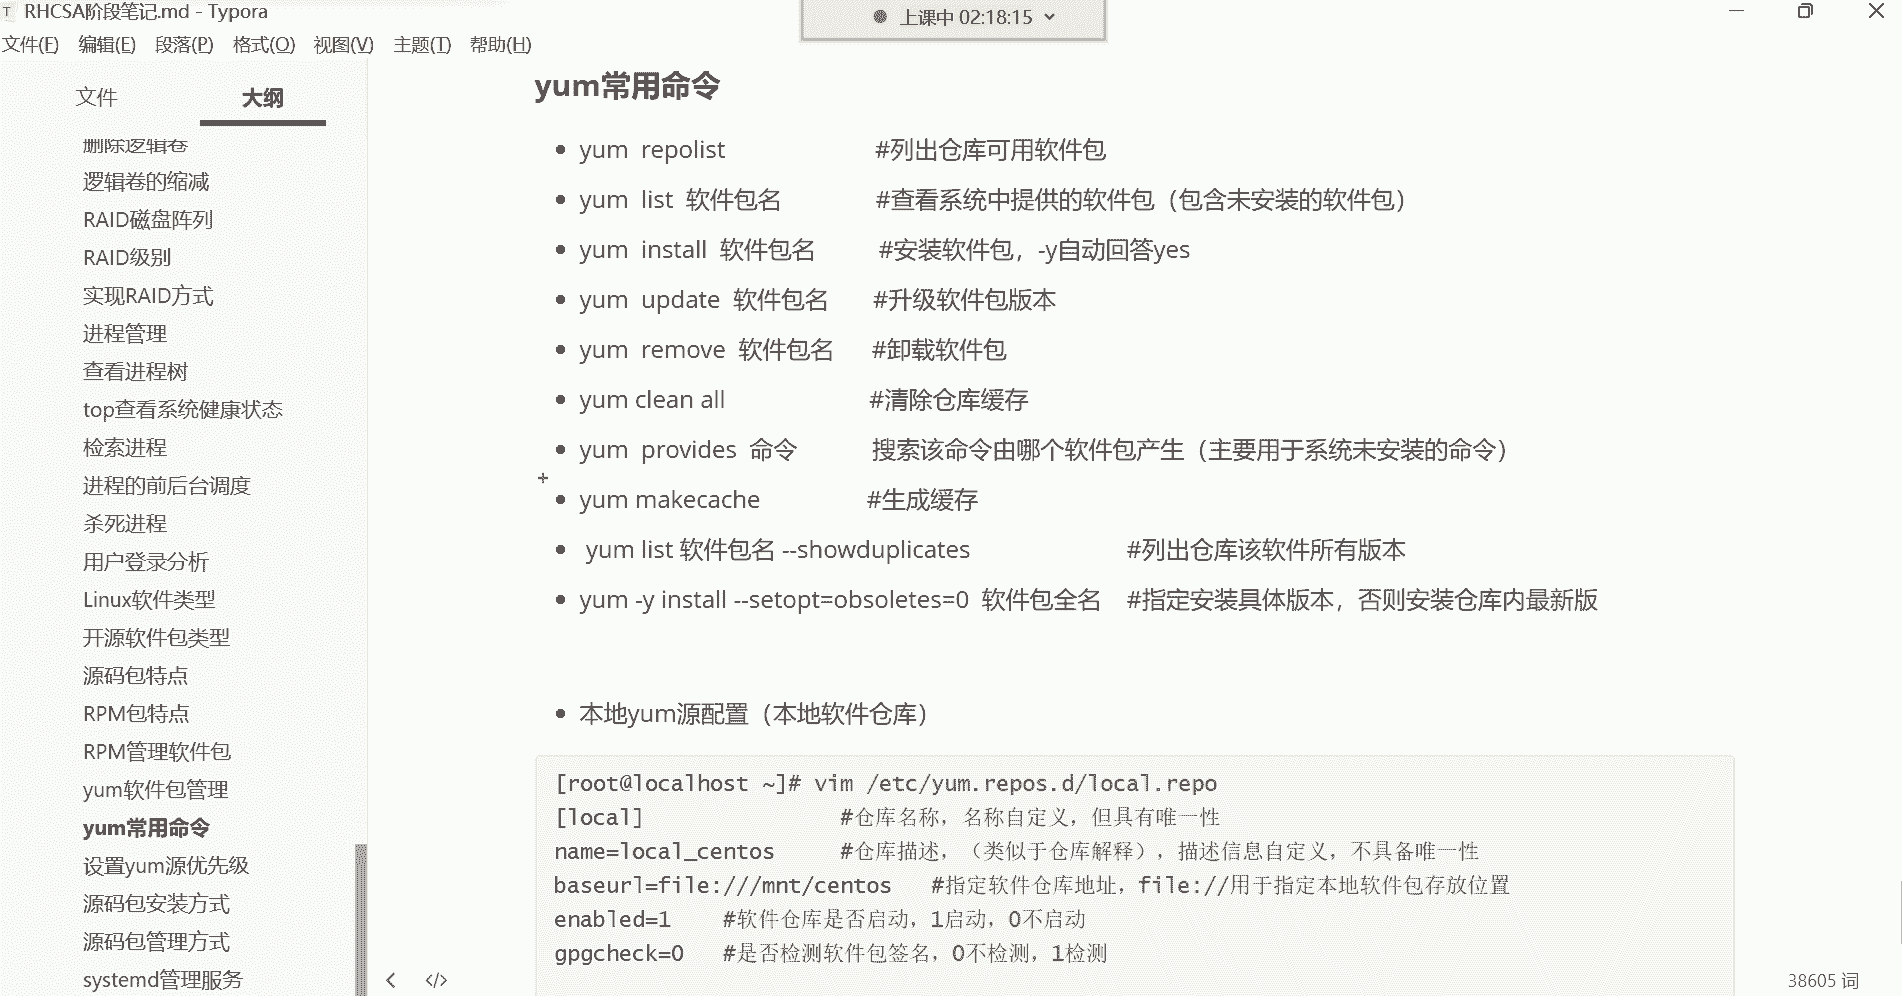 RHCSA阶段笔记.md - Typora
上课中 02:18:15
文件(F) 编辑(E) 段落(P) 格式(O) 视图(V) 主题(T) 帮助(H)
文件 大纲
删除逻辑卷
逻辑卷的缩减
RAID磁盘阵列
RAID级别
实现RAID方式
进程管理
查看进程树
top查看系统健康状态
检索进程
进程的前后台调度
杀死进程
用户登录分析
Linux软件类型
开源软件包类型
源码包特点
RPM包特点
RPM管理软件包
yum软件包管理
yum常用命令
设置yum源优先级
源码包安装方式
源码包管理方式
systemd管理服务
yum常用命令
yum repolist #列出仓库可用软件包
yum list 软件包名 #查看系统中提供的软件包（包含未安装的软件包）
yum install 软件包名 #安装软件包，-y自动回答yes
yum update 软件包名 #升级软件包版本
yum remove 软件包名 #卸载软件包
yum clean all #清除仓库缓存
yum provides 命令 搜索该命令由哪个软件包产生（主要用于系统未安装的命令）
yum makecache #生成缓存
yum list 软件包名 --showduplicates #列出仓库该软件所有版本
yum -y install --setopt=obsoletes=0 软件包全名 #指定安装具体版本，否则安装仓库内最新版
本地yum源配置（本地软件仓库）
[root@localhost ~]# vim /etc/yum.repos.d/local.repo
[local] #仓库名称，名称自定义，但具有唯一性
name=local_centos #仓库描述，（类似于仓库解释），描述信息自定义，不具备唯一性
baseurl=file:///mnt/centos #指定软件仓库地址，file://用于指定本地软件包存放位置
enabled=1 #软件仓库是否启动，1启动，0不启动
gpgcheck=0 #是否检测软件包签名，0不检测，1检测
38605 词